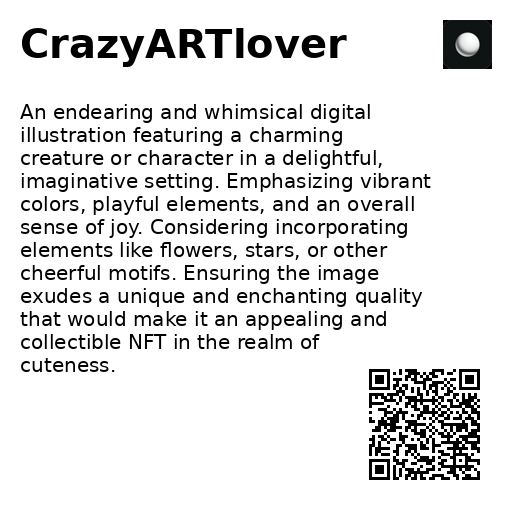 CrazyARTlover
An endearing and whimsical digital
illustration featuring a charming
creature or character in a delightful,
imaginative setting. Emphasizing vibrant
colors, playful elements, and an overall
sense of joy. Considering incorporating
elements like flowers, stars, or other
cheerful motifs. Ensuring the image
exudes a unique and enchanting quality
that would make it an appealing and
collectible NFT in the realm of
cuteness.